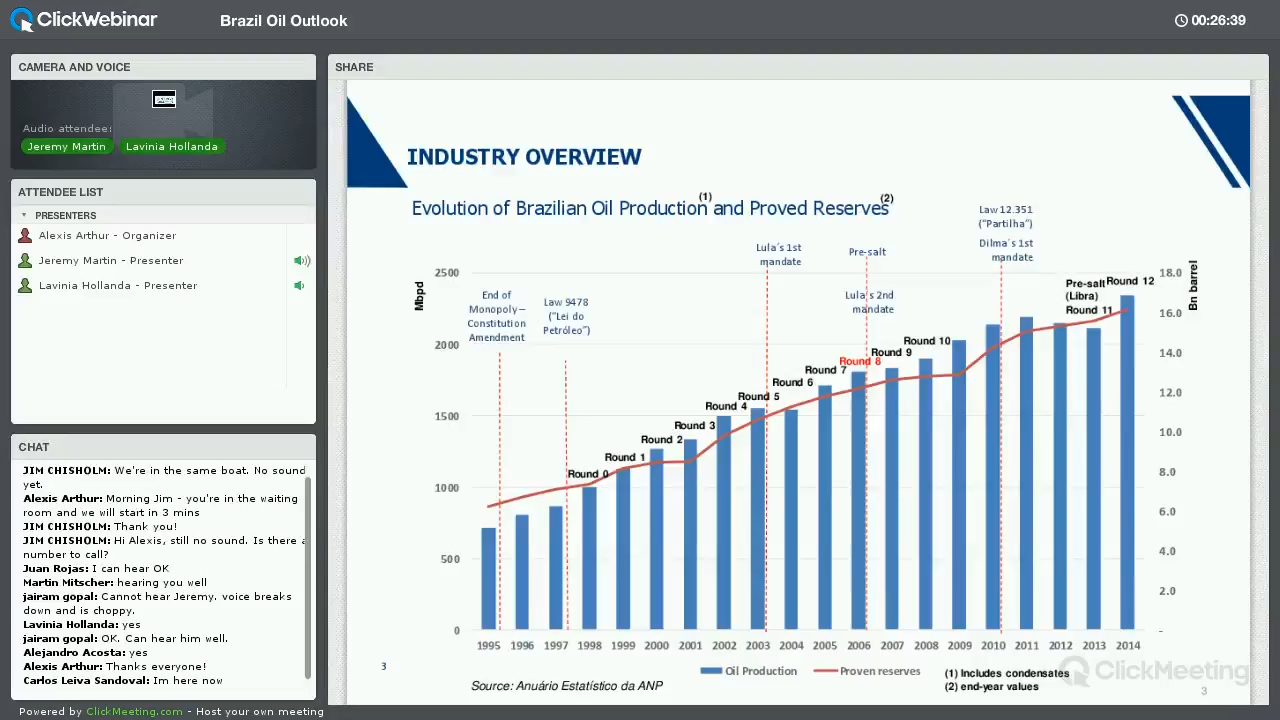 ClickWebinar
Brazil Oil Outlook
00:26:39
CAMERA AND VOICE
Audio attendee:
Jeremy Martin
Lavinia Hollanda
ATTENDEE LIST
PRESENTERS
Alexis Arthur - Organizer
Jeremy Martin - Presenter
Lavinia Hollanda - Presenter
CHAT
JIM CHISHOLM: We're in the same boat. No sound
yet.
Alexis Arthur: Morning Jim - you're in the waiting
room and we will start in 3 mins
JIM CHISHOLM: Thank you!
JIM CHISHOLM: Hi Alexis, still no sound. Is there a
number to call?
Juan Rojas: I can hear OK
Martin Mitscher: hearing you well
jairam gopal: Cannot hear Jeremy. voice breaks
down and is choppy.
Lavinia Hollanda: yes
jairam gopal: OK. Can hear him well.
Alejandro Acosta: yes
Alexis Arthur: Thanks everyone!
Carlos Leiva Sandoval: Im here now
Powered by ClickMeeting.com - Host your own meeting
SHARE
INDUSTRY OVERVIEW
Evolution of Brazilian Oil Production (1) and Proved Reserves (2)
Mbpd
2500
2000
1500
1000
500
0
End of
Monopoly –
Constitution
Amendment
Law 9478
("Lei do
Petróleo")
Lula´s 1st
mandate
Pre-salt
Lula´s 2nd
mandate
Law 12.351
("Partilha")
Dilma´s 1st
mandate
Round 0
Round 1
Round 2
Round 3
Round 4
Round 5
Round 6
Round 7
Round 8
Round 9
Round 10
Pre-salt
(Libra)
Round 11
Round 12
Bn barrel
18.0
16.0
14.0
12.0
10.0
8.0
6.0
4.0
2.0
-
1995 1996 1997 1998 1999 2000 2001 2002 2003 2004 2005 2006 2007 2008 2009 2010 2011 2012 2013 2014
Oil Production
Proven reserves
(1) Includes condensates
(2) end-year values
3
Source: Anuário Estatístico da ANP
ClickMeeting
3